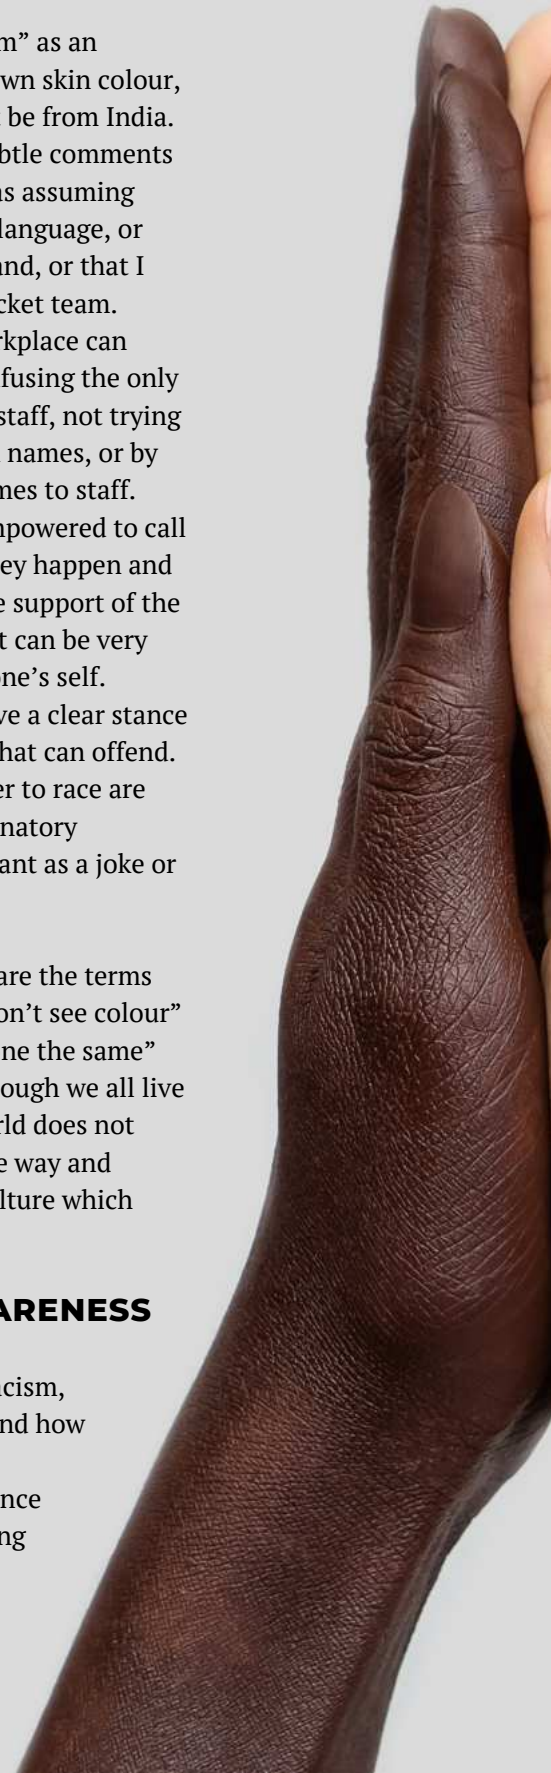 m” as an
wn skin colour,
be from India.
btle comments
as assuming
language, or
and, or that I
cket team.
rkplace can
fusing the only
staff, not trying
names, or by
mes to staff.
mpowered to call
ey happen and
e support of the
t can be very
one’s self.
ve a clear stance
hat can offend.
er to race are
natory
ant as a joke or
are the terms
on’t see colour”
ne the same”
ough we all live
rld does not
e way and
lture which
ARENESS
acism,
nd how
nce
ng